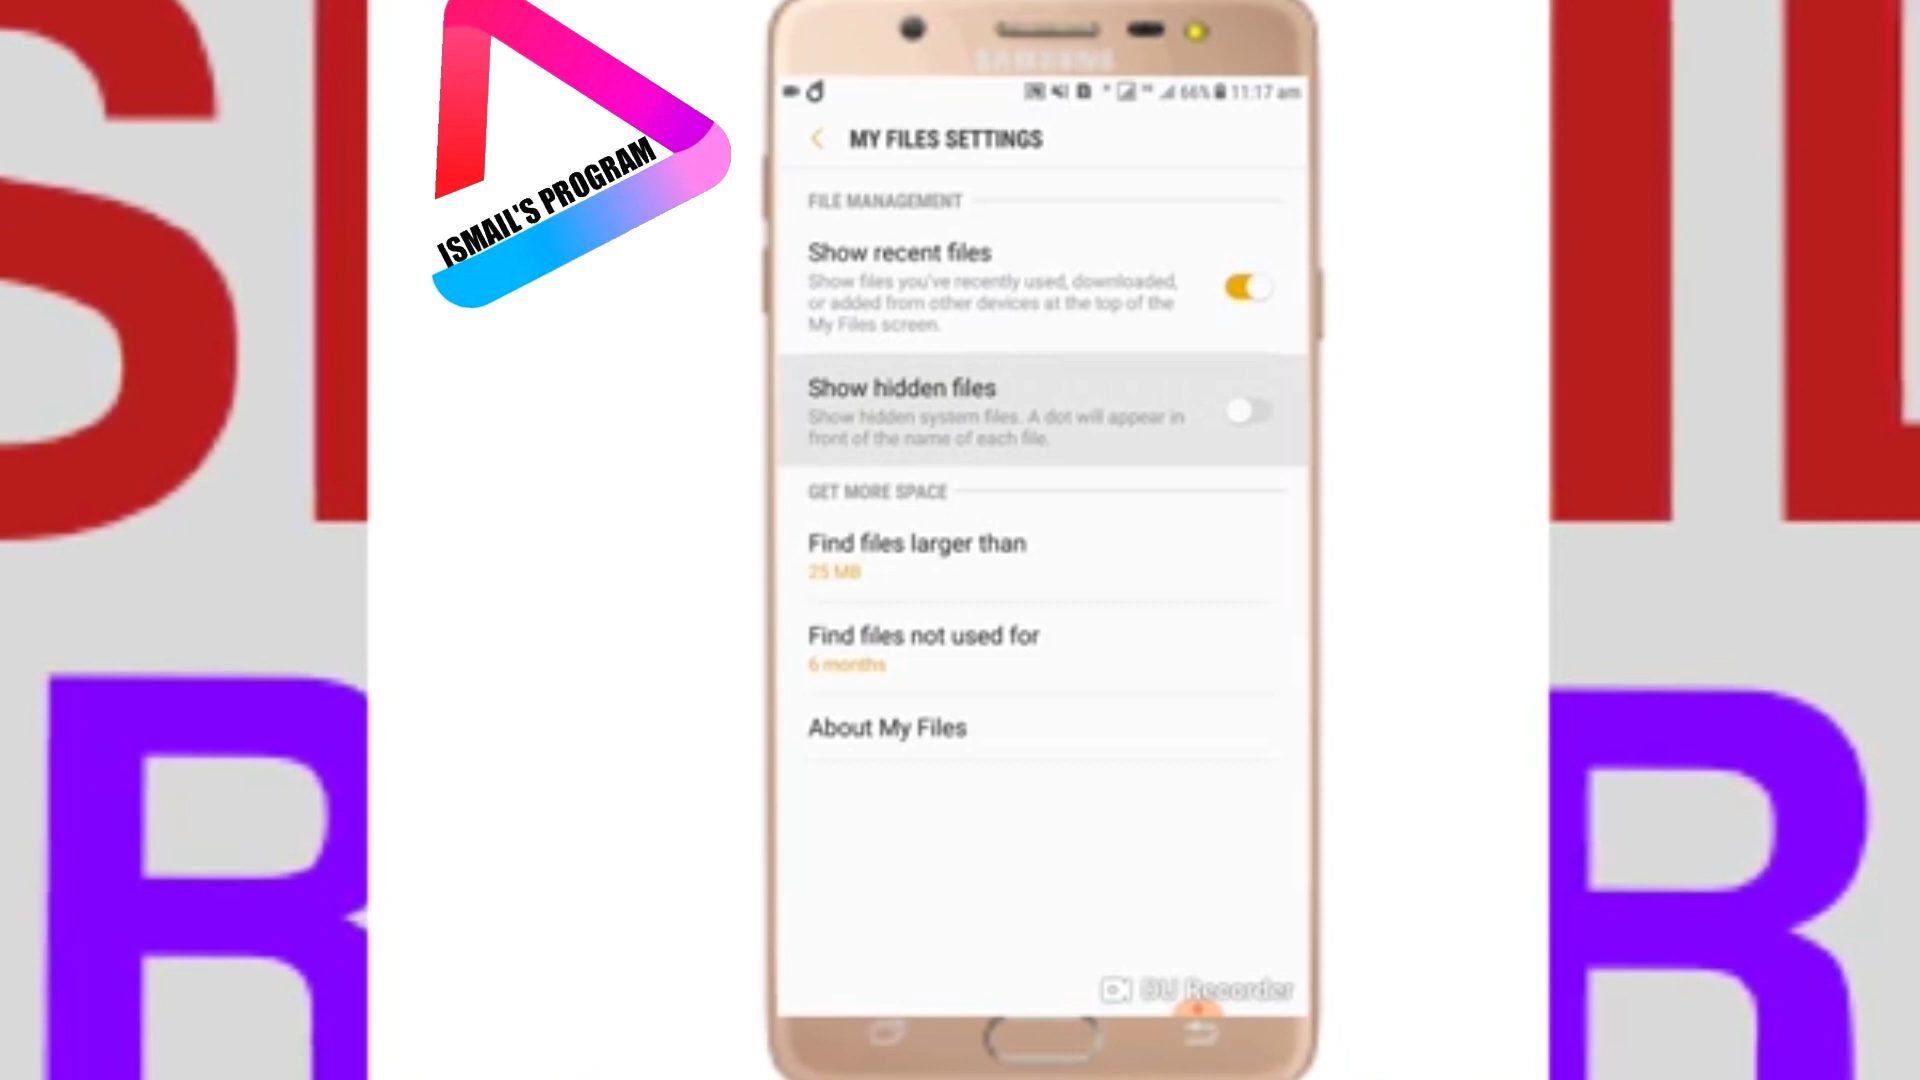 ISMAIL'S PROGRAM
SAMSUNG
66% 11:17 am
MY FILES SETTINGS
FILE MANAGEMENT
Show recent files
Show files you've recently used, downloaded,
or added from other devices at the top of the
My Files screen.
Show hidden files
Show hidden system files. A dot will appear in
front of the name of each file.
GET MORE SPACE
Find files larger than
25 MB
Find files not used for
6 months
About My Files
DU Recorder